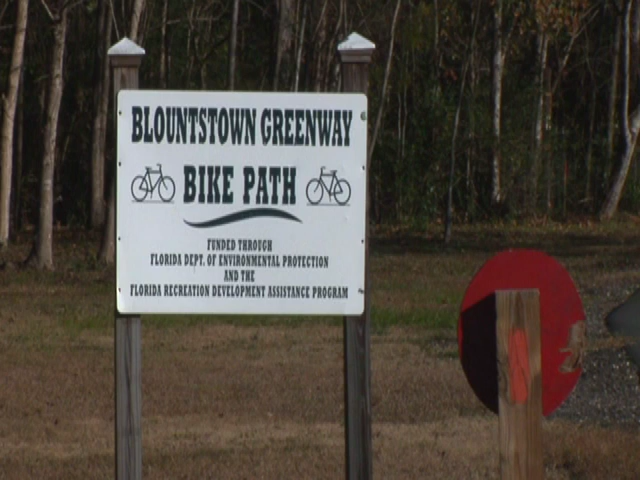 BLOUNTSTOWN GREENWAY
BIKE PATH
FUNDED THROUGH
FLORIDA DEPT. OF ENVIRONMENTAL PROTECTION
AND THE
FLORIDA RECREATION DEVELOPMENT ASSISTANCE PROGRAM